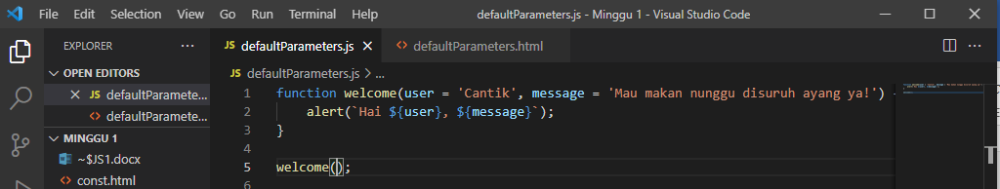 File Edit Selection View Go Run Terminal Help defaultParameters.js - Minggu 1 - Visual Studio Code
EXPLORER ... JS defaultParameters.js × <> defaultParameters.html ...
OPEN EDITORS
× JS defaultParamete...
<> defaultParamete...
MINGGU 1
~$JS1.docx
<> const.html
JS defaultParameters.js > ...
1 function welcome(user = 'Cantik', message = 'Mau makan nunggu disuruh ayang ya!')
2 alert(`Hai ${user}, ${message}`);
3 }
4
5 welcome();
6